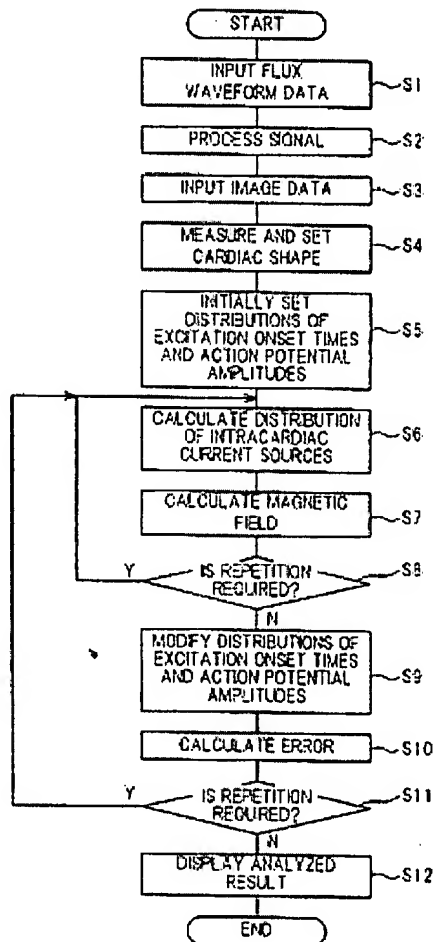 START
INPUT FLUX
WAVEFORM DATA
S1
PROCESS SIGNAL
S2
INPUT IMAGE DATA
S3
MEASURE AND SET
CARDIAC SHAPE
S4
INITIALLY SET
DISTRIBUTIONS OF
EXCITATION ONSET TIMES
AND ACTION POTENTIAL
AMPLITUDES
S5
CALCULATE DISTRIBUTION
OF INTRACARDIAC
CURRENT SOURCES
S6
CALCULATE MAGNETIC
FIELD
S7
Y
IS REPETITION
REQUIRED?
S8
N
MODIFY DISTRIBUTIONS OF
EXCITATION ONSET TIMES
AND ACTION POTENTIAL
AMPLITUDES
S9
CALCULATE ERROR
S10
Y
IS REPETITION
REQUIRED?
S11
N
DISPLAY ANALYZED
RESULT
S12
END